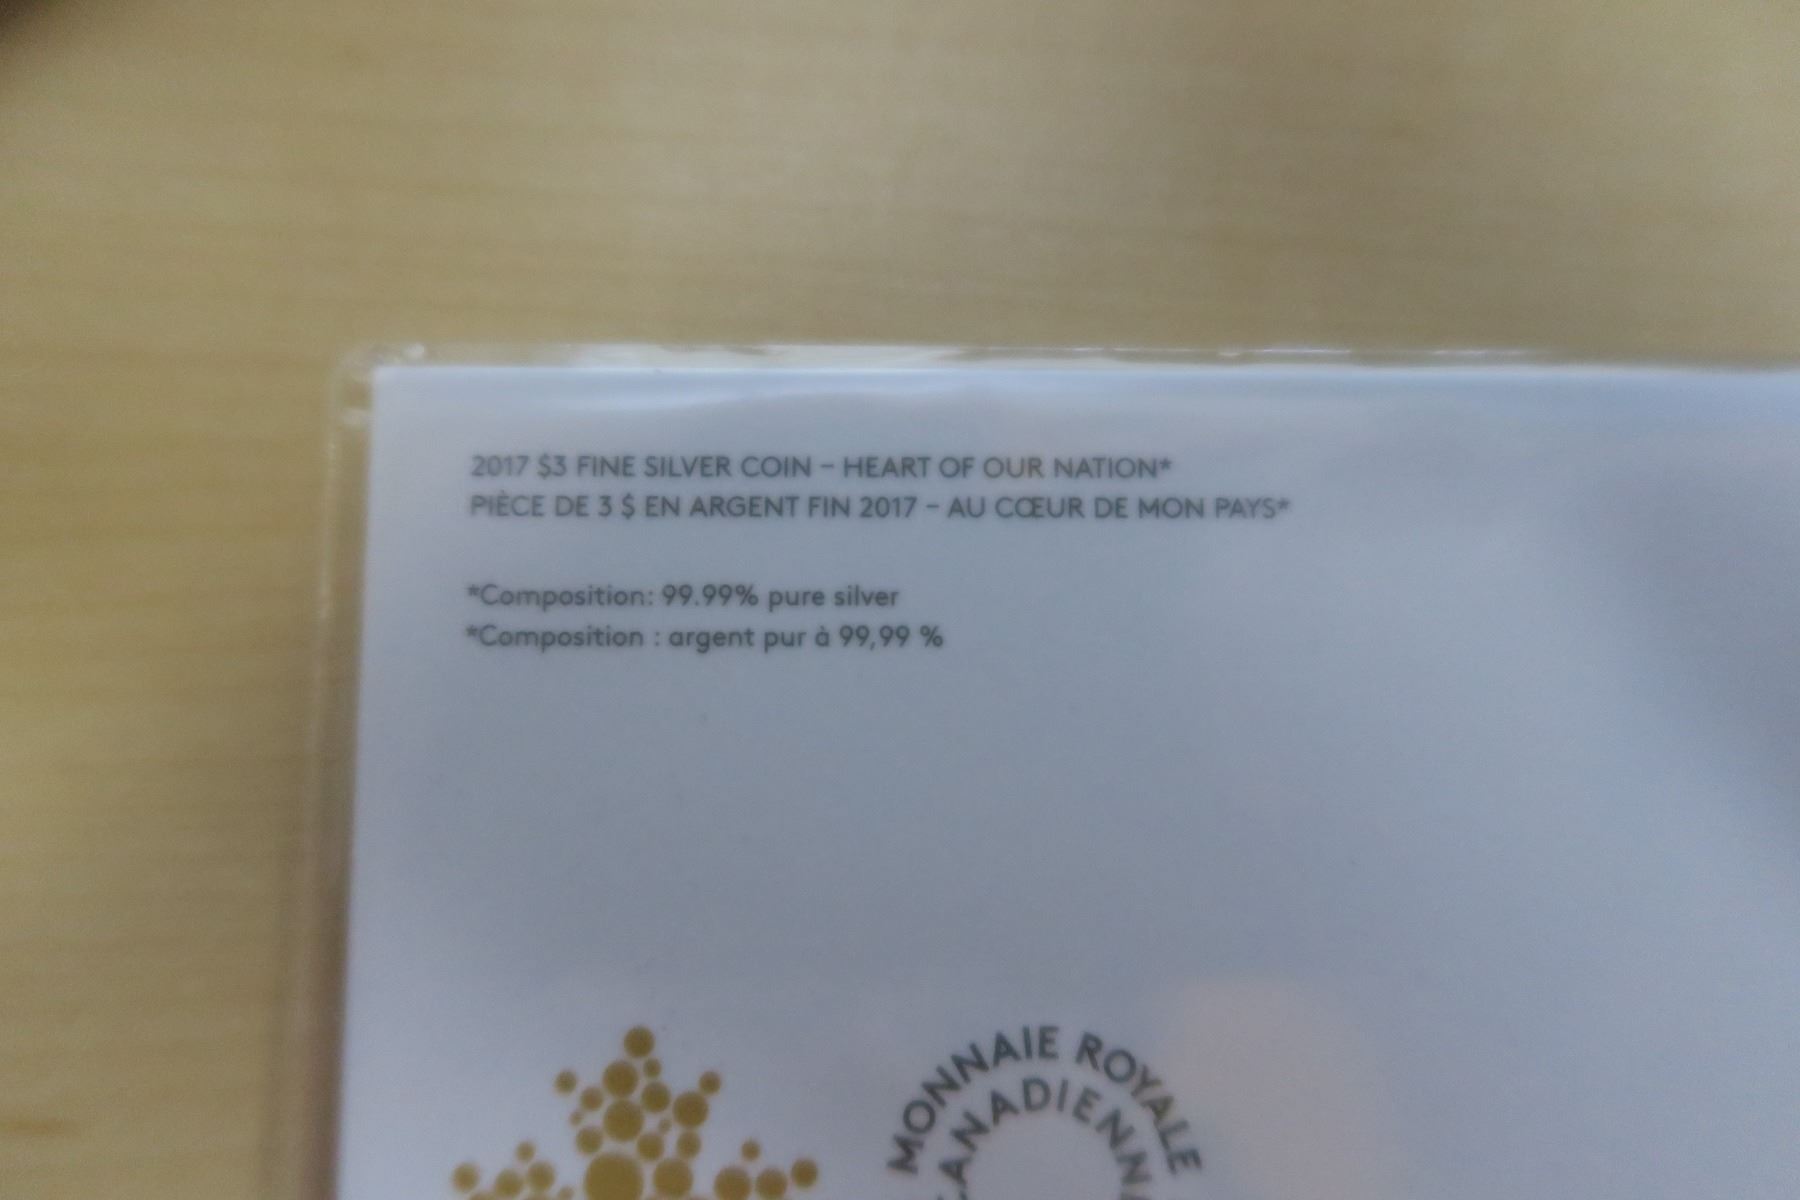 2017 $3 FINE SILVER COIN – HEART OF OUR NATION*
PIÈCE DE 3 $ EN ARGENT FIN 2017 – AU CŒUR DE MON PAYS*
*Composition: 99.99% pure silver
*Composition : argent pur à 99,99 %
MONNAIE ROYALE